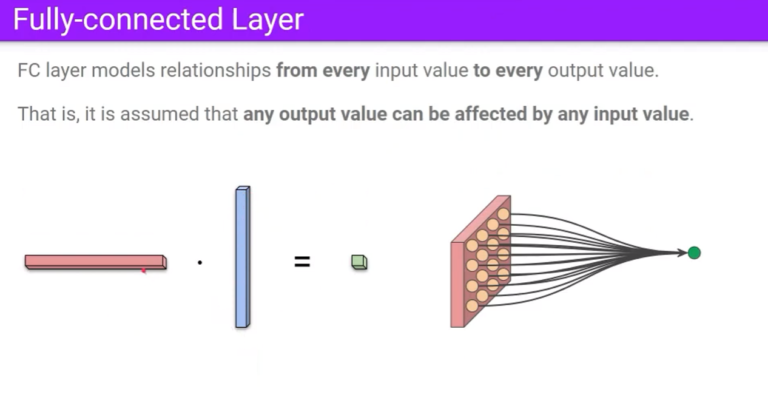 Fully-connected Layer
FC layer models relationships from every input value to every output value.
That is, it is assumed that any output value can be affected by any input value.
· =